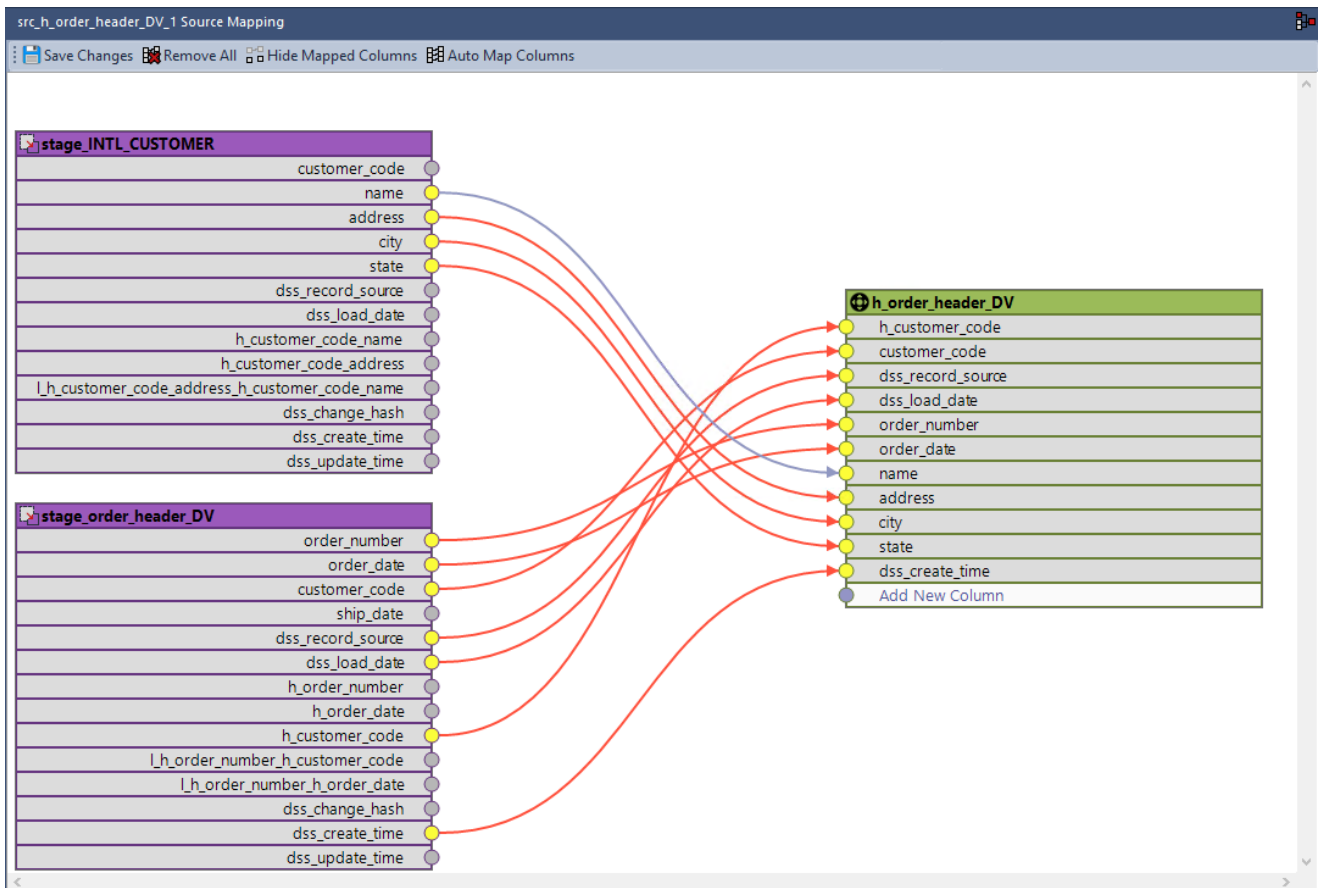 src_h_order_header_DV_1 Source Mapping
Save Changes Remove All Hide Mapped Columns Auto Map Columns
stage_INTL_CUSTOMER
customer_code
name
address
city
state
dss_record_source
dss_load_date
h_customer_code_name
h_customer_code_address
l_h_customer_code_address_h_customer_code_name
dss_change_hash
dss_create_time
dss_update_time
stage_order_header_DV
order_number
order_date
customer_code
ship_date
dss_record_source
dss_load_date
h_order_number
h_order_date
h_customer_code
l_h_order_number_h_customer_code
l_h_order_number_h_order_date
dss_change_hash
dss_create_time
dss_update_time
h_order_header_DV
h_customer_code
customer_code
dss_record_source
dss_load_date
order_number
order_date
name
address
city
state
dss_create_time
Add New Column